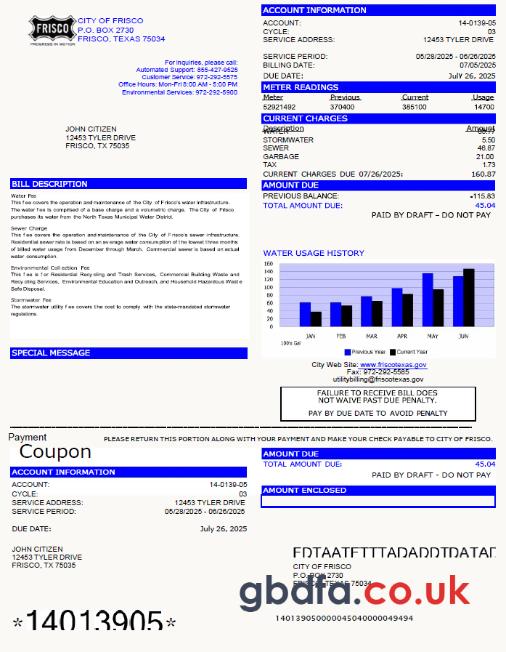 FRISCO
PROGRESS IN MOTION
CITY OF FRISCO
P.O. BOX 2730
FRISCO, TEXAS 75034
For inquiries, please call:
Automated Support: 855-427-9525
Customer Service: 972-292-5575
Office Hours: Mon-Fri 8:00 AM - 5:00 PM
Environmental Services: 972-292-5900
JOHN CITIZEN
12453 TYLER DRIVE
FRISCO, TX 75035
ACCOUNT INFORMATION
ACCOUNT: 14-0139-05
CYCLE: 03
SERVICE ADDRESS: 12453 TYLER DRIVE
SERVICE PERIOD: 05/28/2025 - 06/26/2025
BILLING DATE: 07/05/2025
DUE DATE: July 26, 2025
METER READINGS
Meter Previous Current Usage
52921492 370400 385100 14700
CURRENT CHARGES
Description Amount
WATER
STORMWATER 5.50
SEWER 46.87
GARBAGE 21.00
TAX 1.73
CURRENT CHARGES DUE 07/26/2025: 160.87
AMOUNT DUE
PREVIOUS BALANCE: -115.83
TOTAL AMOUNT DUE: 45.04
PAID BY DRAFT - DO NOT PAY
BILL DESCRIPTION
Water Fee
This fee covers the operation and maintenance of the City of Frisco's water infrastructure.
The water fee is comprised of a base charge and a volumetric charge. The City of Frisco
purchases its water from the North Texas Municipal Water District.
Sewer Charge
This fee covers the operation and maintenance of the City of Frisco's sewer infrastructure.
Residential sewer rate is based on an average water consumption of the lowest three months
of billed water usage from December through March. Commercial sewer is based on actual
water consumption.
Environmental Collection Fee
This fee is for Residential Recycling and Trash Services, Commercial Building Waste and
Recycling Services, Environmental Education and Outreach, and Household Hazardous Waste
Safe Disposal.
Stormwater Fee
The stormwater utility fee covers the cost to comply with the state-mandated stormwater
regulations.
SPECIAL MESSAGE
WATER USAGE HISTORY
160
140
120
100
80
60
40
20
0
JAN FEB MAR APR MAY JUN
100's Gal
Previous Year Current Year
City Web Site: www.friscotexas.gov
Fax: 972-292-5585
utilitybilling@friscotexas.gov
FAILURE TO RECEIVE BILL DOES
NOT WAIVE PAST DUE PENALTY.
PAY BY DUE DATE TO AVOID PENALTY
Payment
Coupon
PLEASE RETURN THIS PORTION ALONG WITH YOUR PAYMENT AND MAKE YOUR CHECK PAYABLE TO CITY OF FRISCO.
ACCOUNT INFORMATION
ACCOUNT: 14-0139-05
CYCLE: 03
SERVICE ADDRESS: 12453 TYLER DRIVE
SERVICE PERIOD: 05/28/2025 - 06/26/2025
DUE DATE: July 26, 2025
AMOUNT DUE
TOTAL AMOUNT DUE: 45.04
PAID BY DRAFT - DO NOT PAY
AMOUNT ENCLOSED
JOHN CITIZEN
12453 TYLER DRIVE
FRISCO, TX 75035
CITY OF FRISCO
P.O. BOX 2730
FRISCO, TEXAS 75034
gbdfa.co.uk
*14013905*
14013905000004504000 0049494